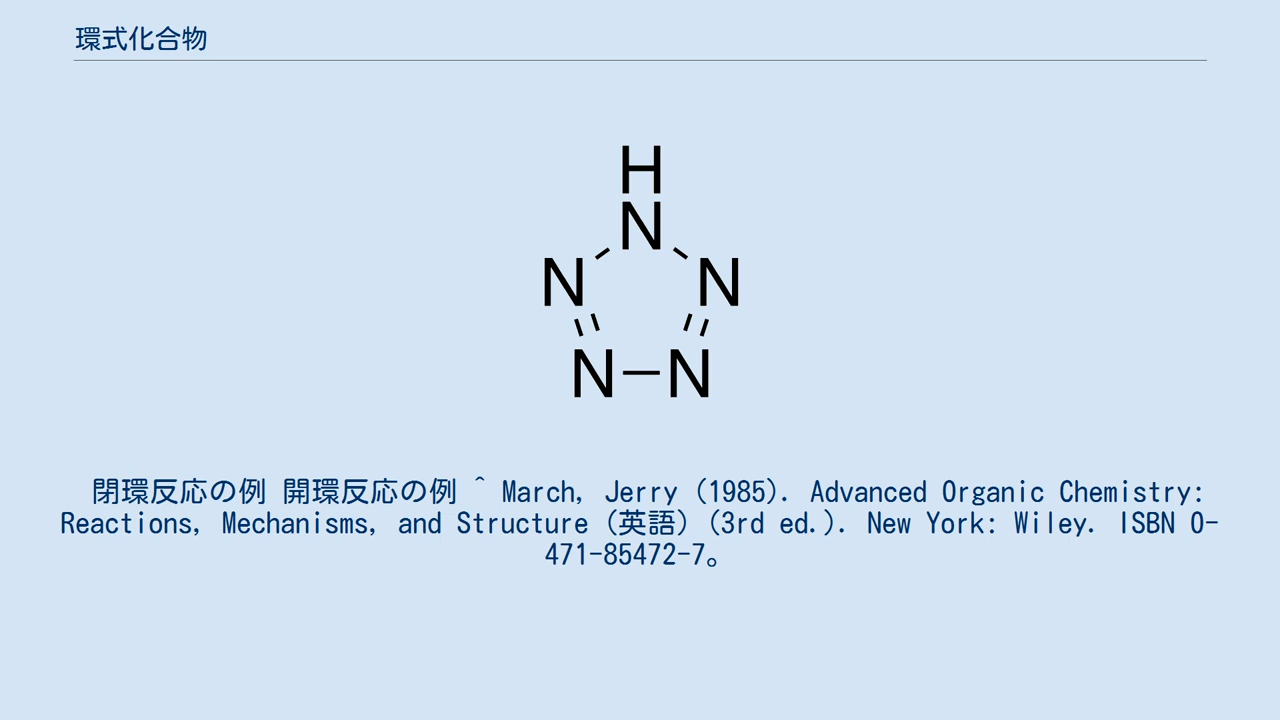 環式化合物
H
N
N N
N N
閉環反応の例 開環反応の例 ^ March, Jerry (1985). Advanced Organic Chemistry:
Reactions, Mechanisms, and Structure (英語) (3rd ed.). New York: Wiley. ISBN 0-
471-85472-7。